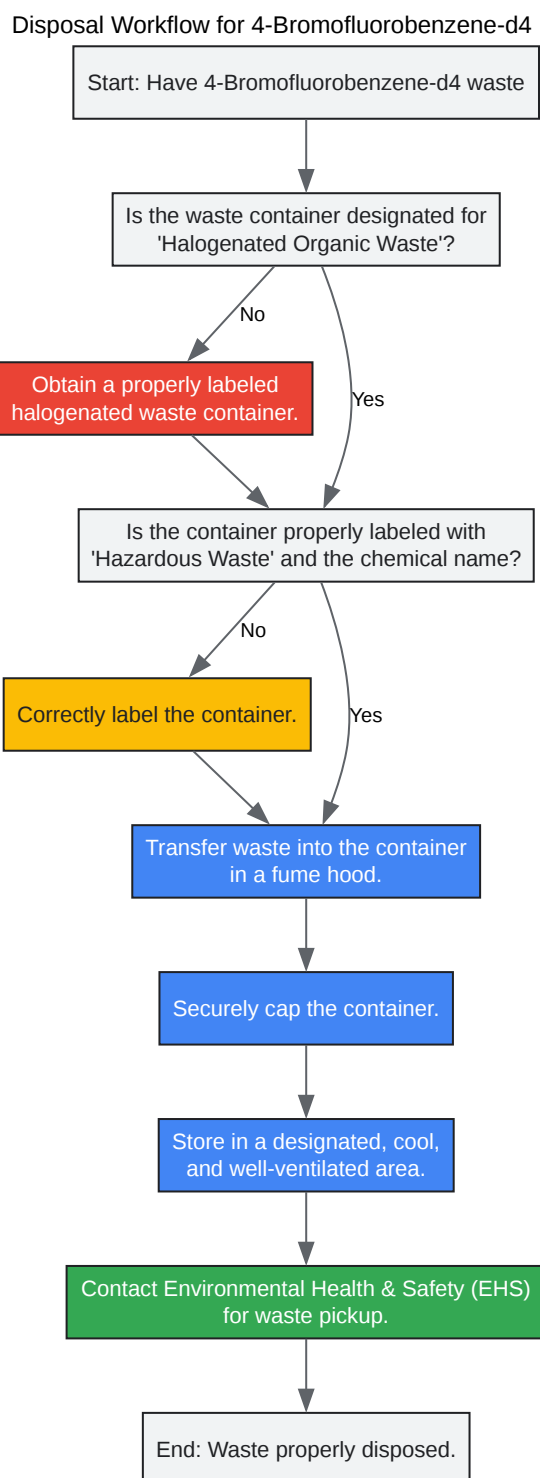 Disposal Workflow for 4-Bromofluorobenzene-d4
Start: Have 4-Bromofluorobenzene-d4 waste
Is the waste container designated for
'Halogenated Organic Waste'?
No
Obtain a properly labeled
halogenated waste container.
Yes
Is the container properly labeled with
'Hazardous Waste' and the chemical name?
No
Correctly label the container.
Yes
Transfer waste into the container
in a fume hood.
Securely cap the container.
Store in a designated, cool,
and well-ventilated area.
Contact Environmental Health & Safety (EHS)
for waste pickup.
End: Waste properly disposed.